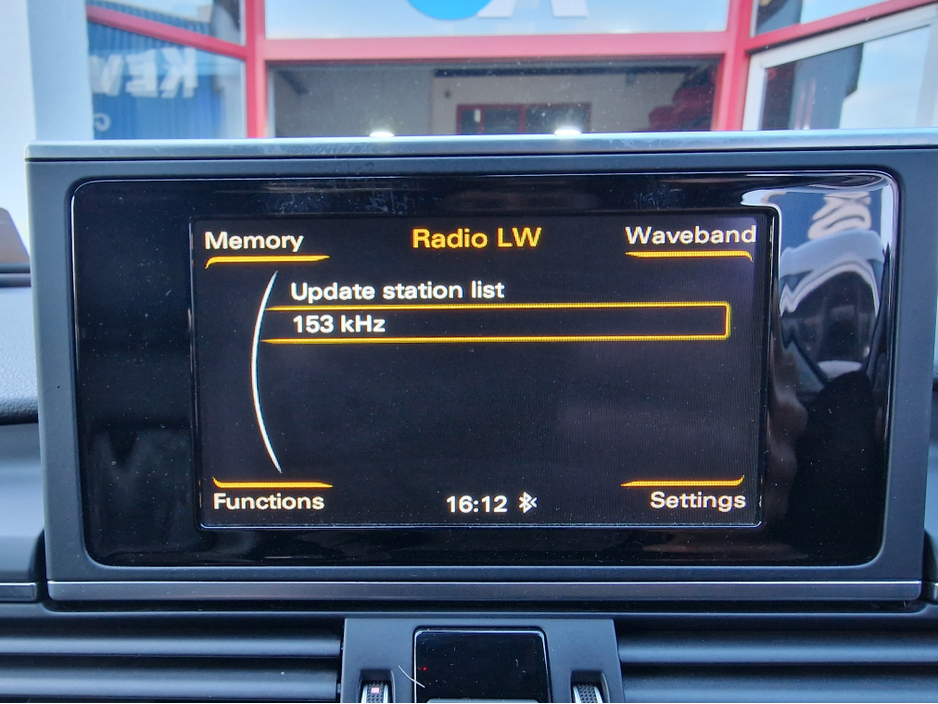 Memory
Radio LW
Waveband
Update station list
153 kHz
Functions
16:12
Settings